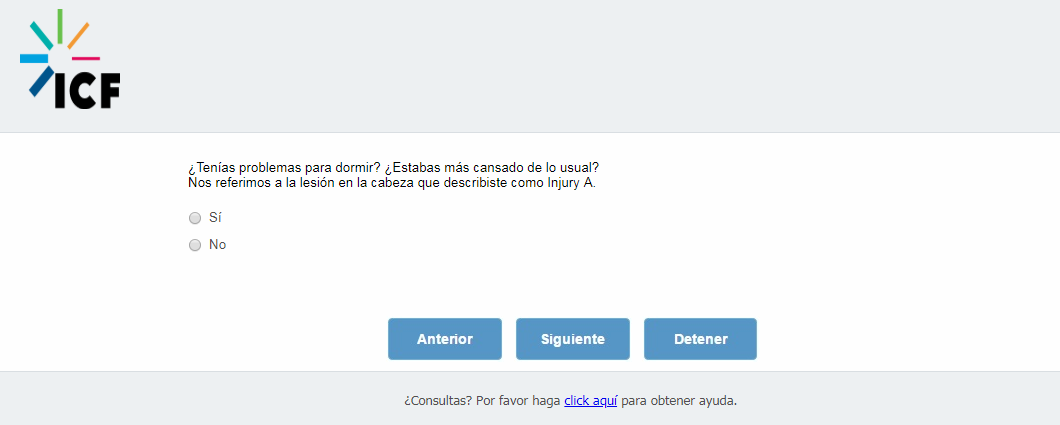 ICF
¿Tenías problemas para dormir? ¿Estabas más cansado de lo usual?
Nos referimos a la lesión en la cabeza que describiste como Injury A.
Sí
No
Anterior
Siguiente
Detener
¿Consultas? Por favor haga click aquí para obtener ayuda.